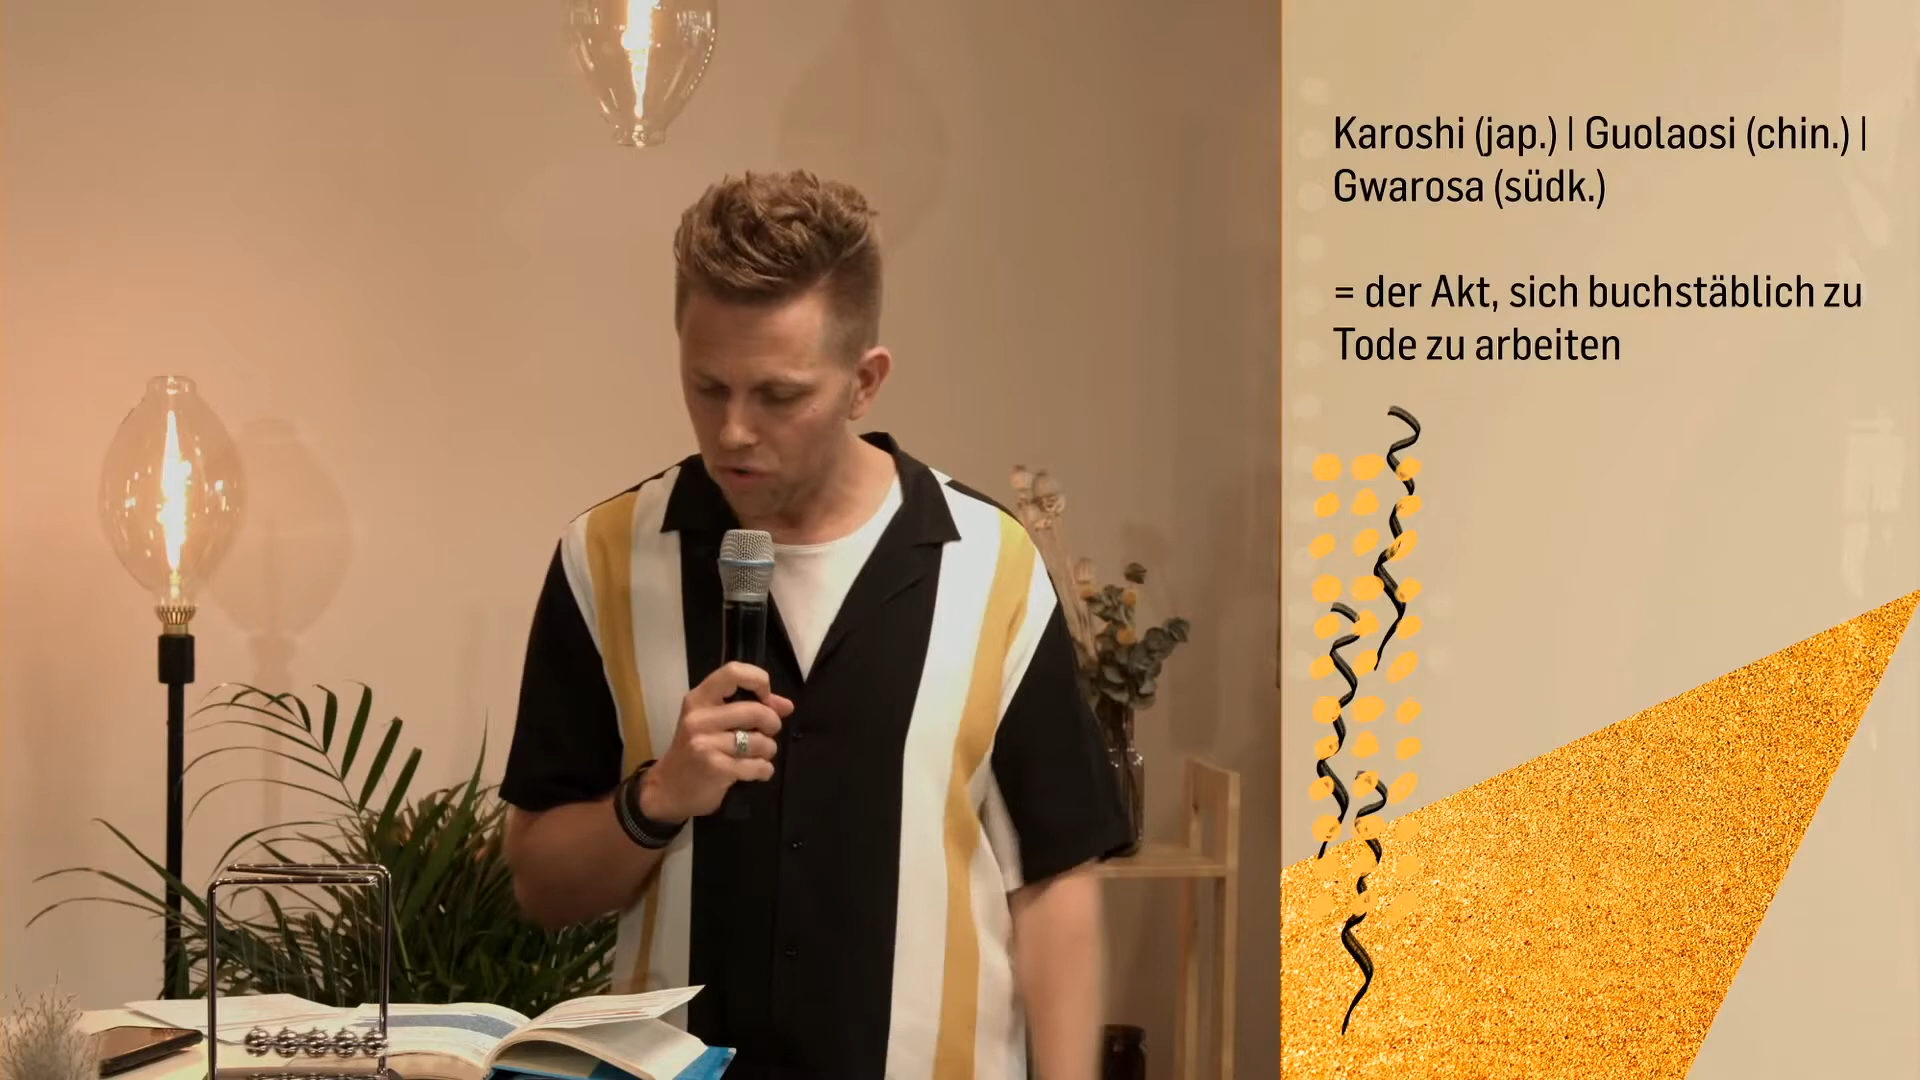 Karoshi (jap.) | Guolaosi (chin.) |
Gwarosa (südk.)
= der Akt, sich buchstäblich zu
Tode zu arbeiten